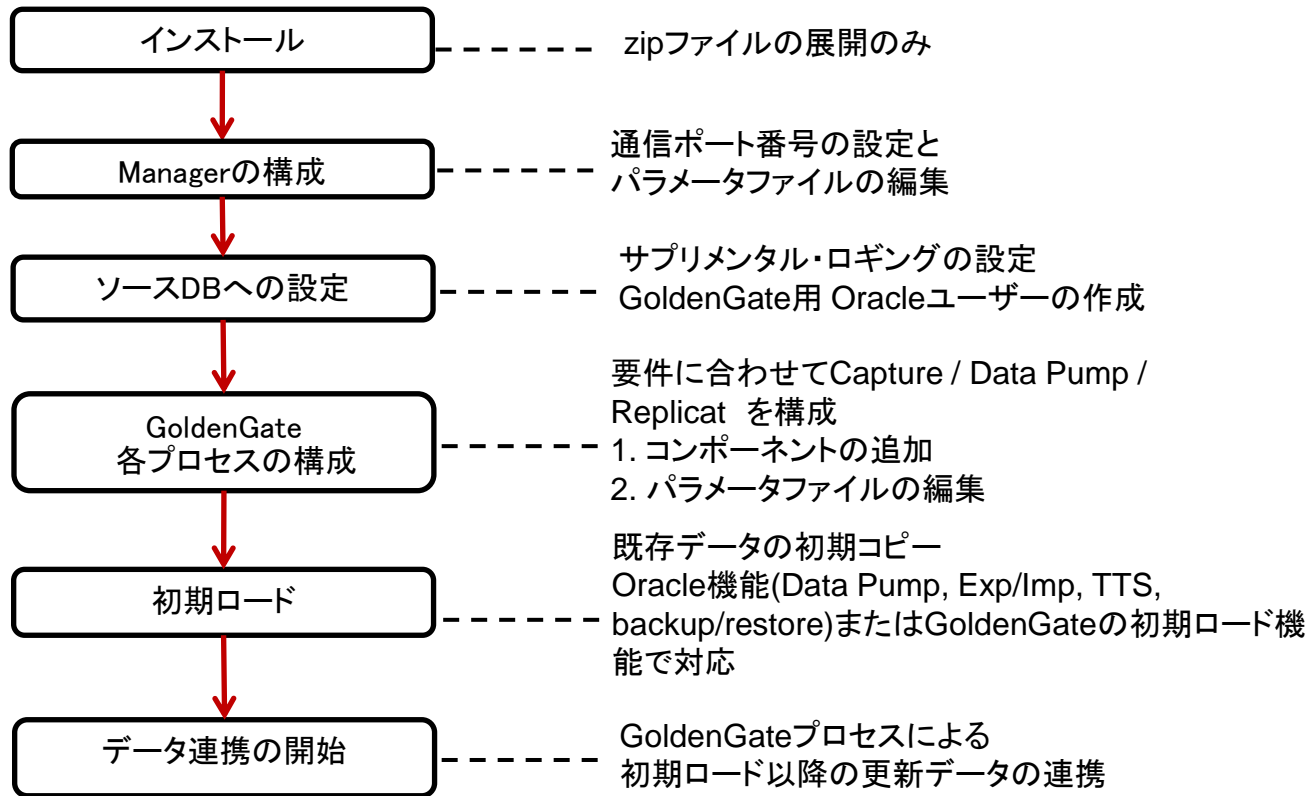 インストール
zipファイルの展開のみ
Managerの構成
通信ポート番号の設定と
パラメータファイルの編集
ソースDBへの設定
サプリメンタル・ロギングの設定
GoldenGate用 Oracleユーザーの作成
GoldenGate
各プロセスの構成
要件に合わせてCapture / Data Pump /
Replicat を構成
1. コンポーネントの追加
2. パラメータファイルの編集
初期ロード
既存データの初期コピー
Oracle機能(Data Pump, Exp/Imp, TTS,
backup/restore)またはGoldenGateの初期ロード機
能で対応
データ連携の開始
GoldenGateプロセスによる
初期ロード以降の更新データの連携